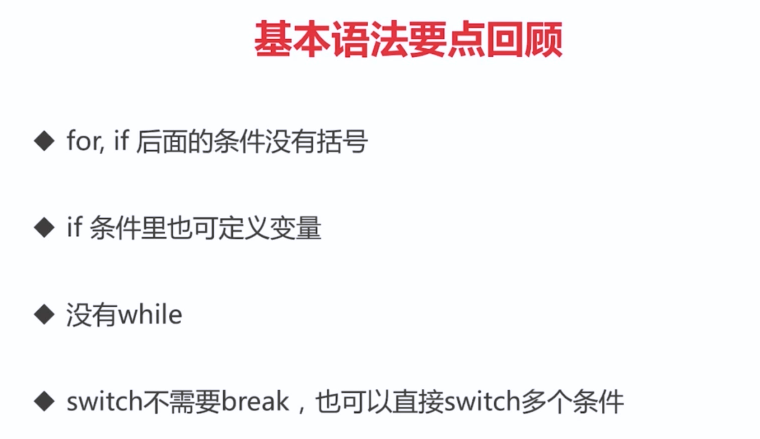 基本语法要点回顾
◆ for, if 后面的条件没有括号
◆ if 条件里也可定义变量
◆ 没有while
◆ switch不需要break，也可以直接switch多个条件